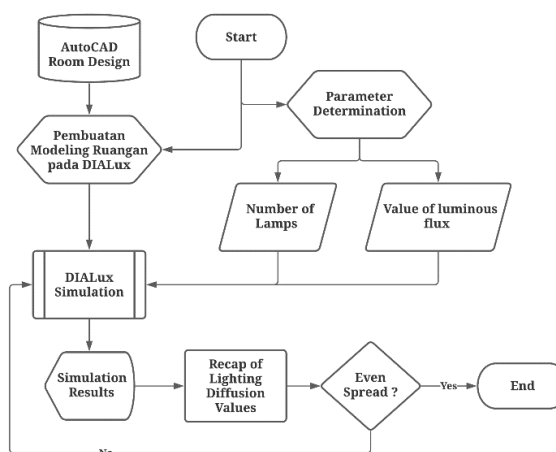 AutoCAD
Room Design
Start
Parameter
Determination
Pembuatan
Modeling Ruangan
pada DIALux
Number of
Lamps
Value of luminous
flux
DIALux
Simulation
Simulation
Results
Recap of
Lighting
Diffusion
Values
Even
Spread ?
Yes
End
No